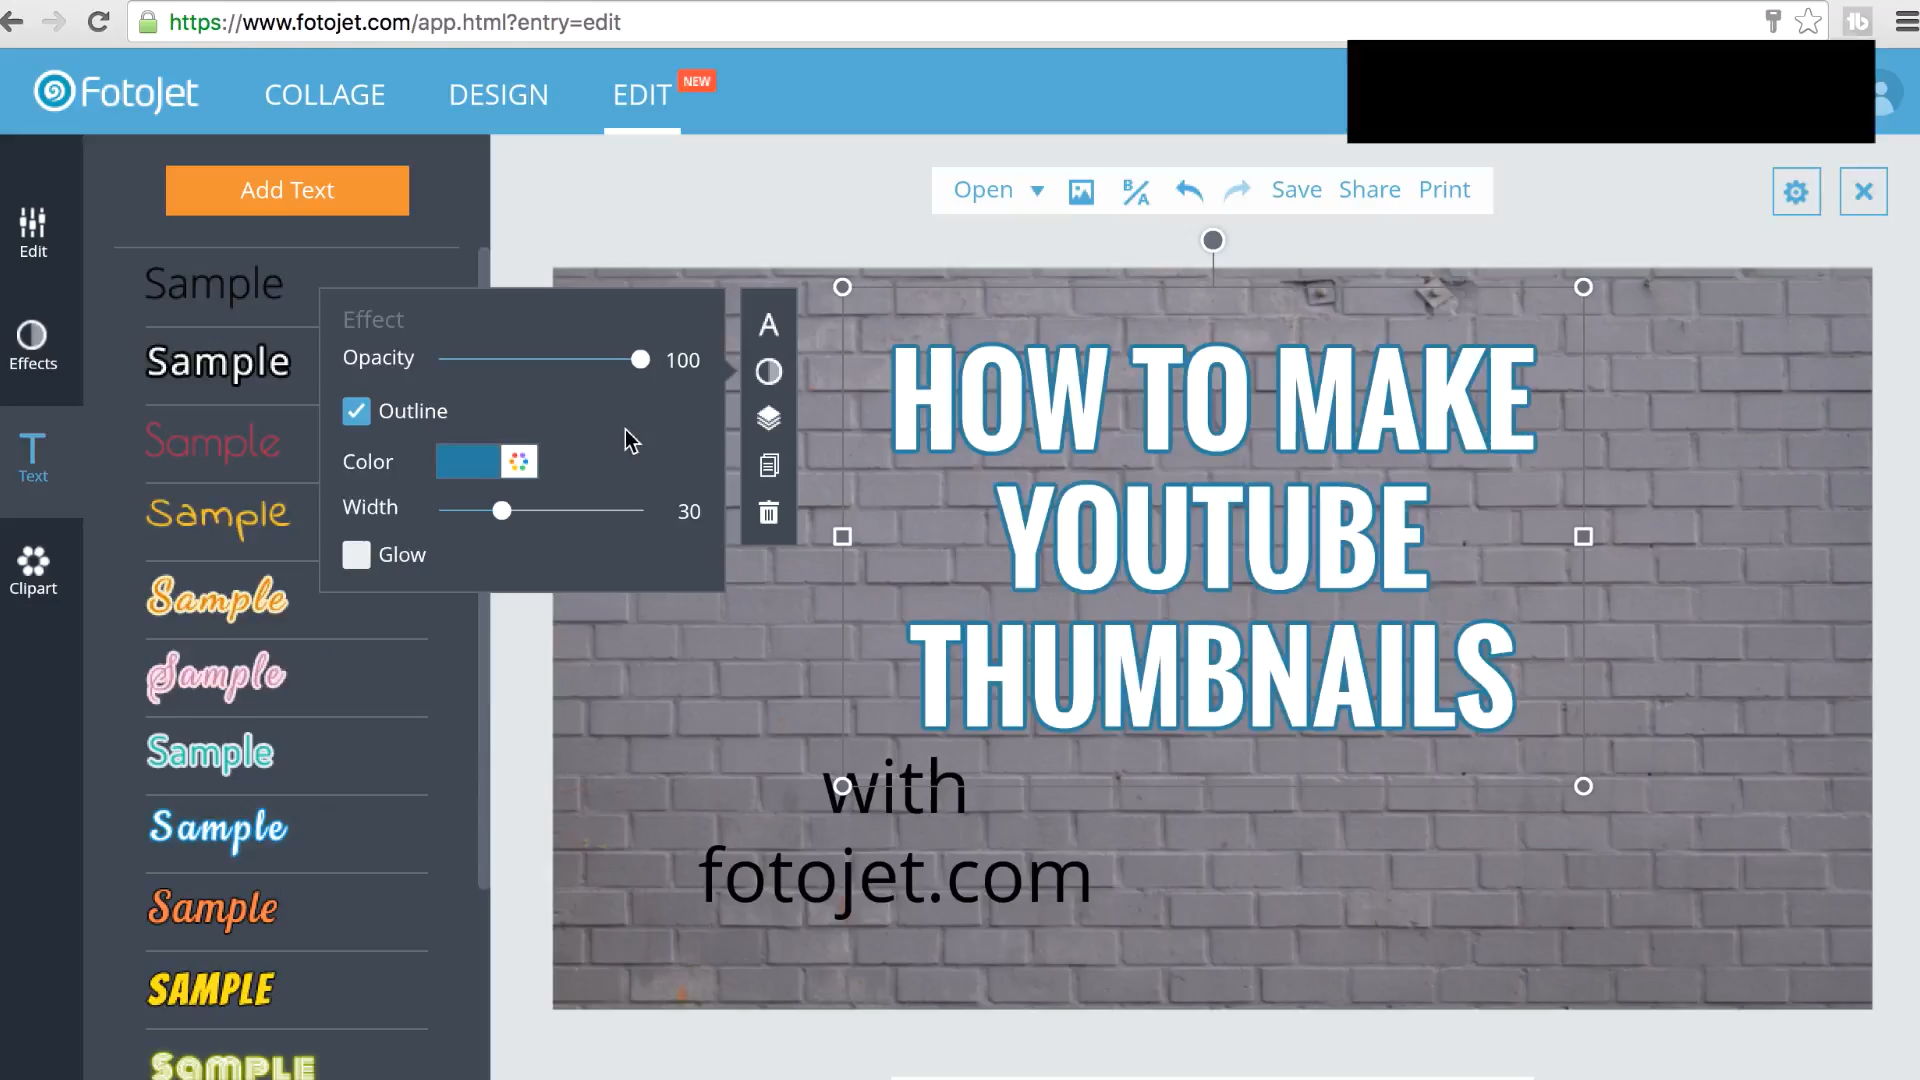 https://www.fotojet.com/app.html?entry=edit
FotoJet
COLLAGE
DESIGN
EDIT
NEW
Add Text
Open
B/A
Save
Share
Print
Edit
Effects
T
Text
Clipart
Sample
Sample
Sample
Sample
Sample
Sample
Sample
Sample
Sample
SAMPLE
SAMPLE
Effect
Opacity
100
Outline
Color
Width
30
Glow
A
HOW TO MAKE
YOUTUBE
THUMBNAILS
with
fotojet.com